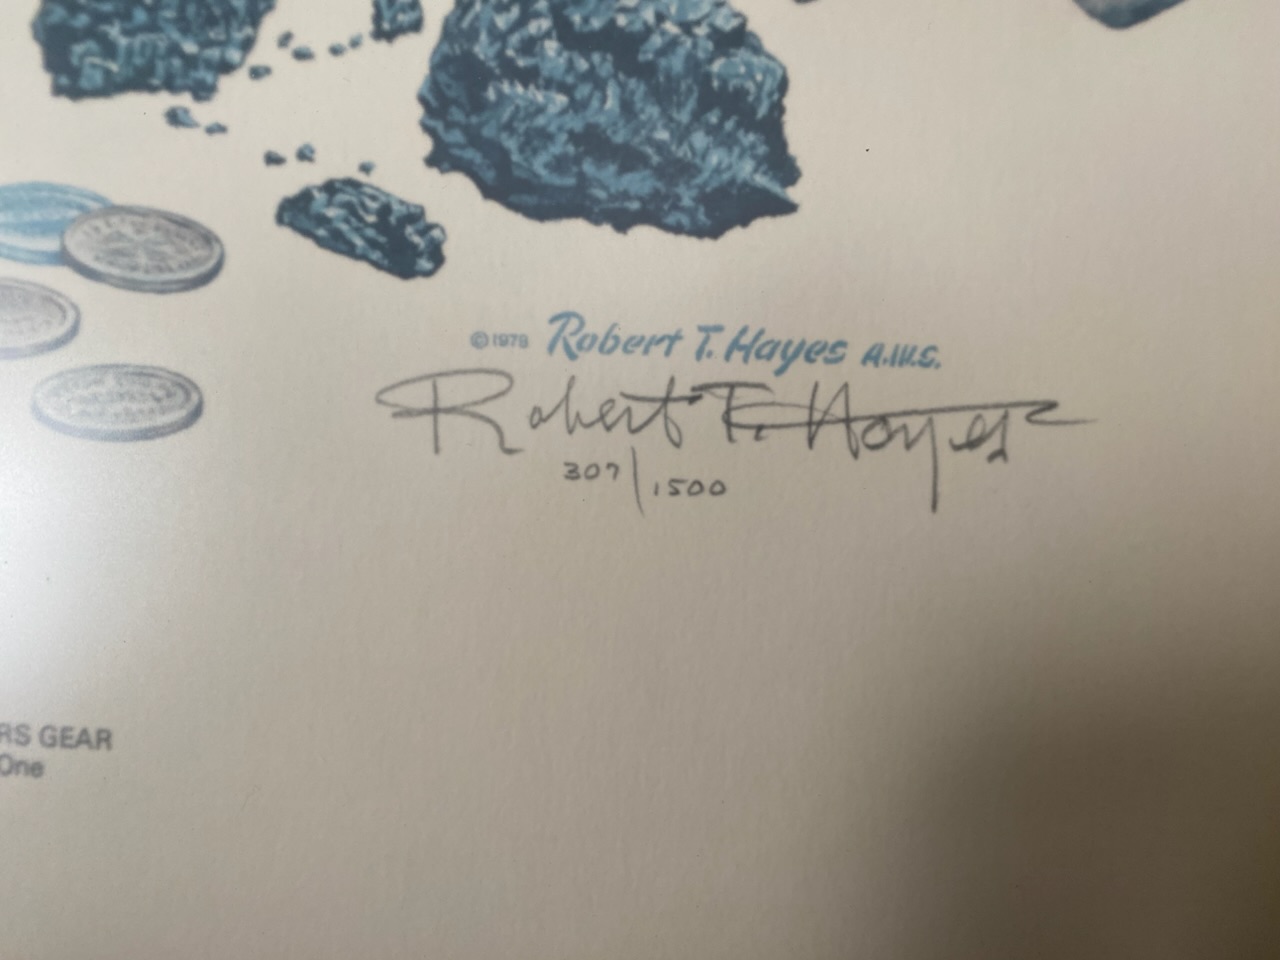 ©1978 Robert T. Hayes A.W.S.
Robert T. Hayes
307/1500
RS GEAR
One